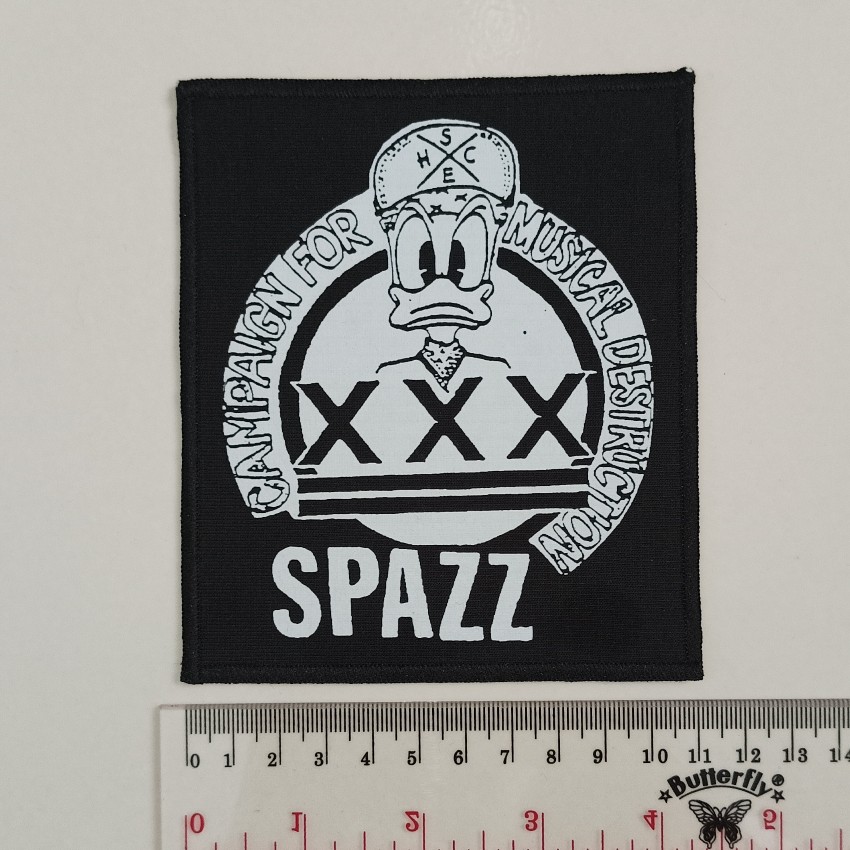 S
H C
E
CAMPAIGN FOR MUSICAL DESTRUCTION
XXX
SPAZZ
0 1 2 3 4 5 6 7 8 9 10 11 12 13 14
Butterfly®
0 1 2 3 4 5